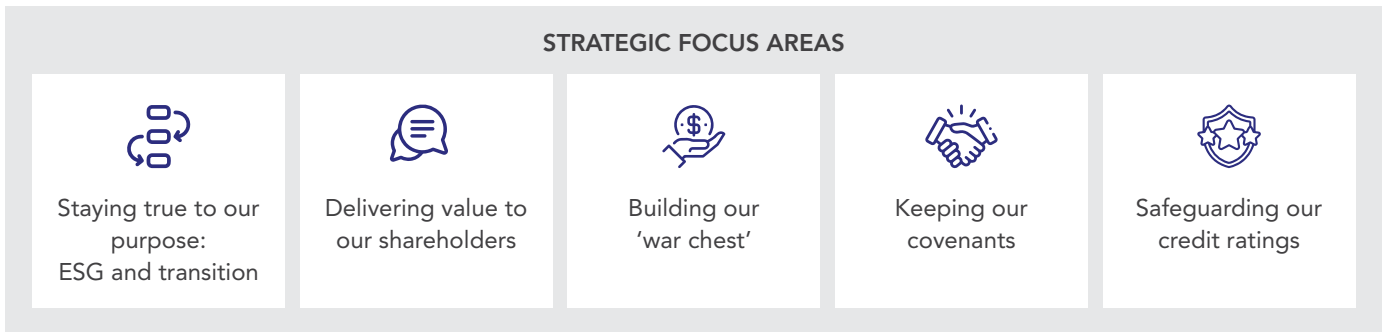 STRATEGIC FOCUS AREAS
Staying true to our
purpose:
ESG and transition
Delivering value to
our shareholders
$
Building our
‘war chest’
Keeping our
covenants
Safeguarding our
credit ratings